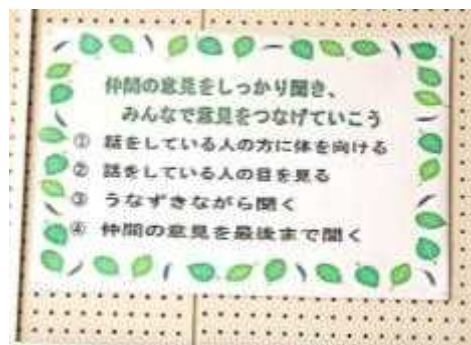 仲間の意見をしっかり聞き、
みんなで意見をつなげていこう
① 話をしている人の方に体を向ける
② 話をしている人の目を見る
③ うなずきながら聞く
④ 仲間の意見を最後まで聞く